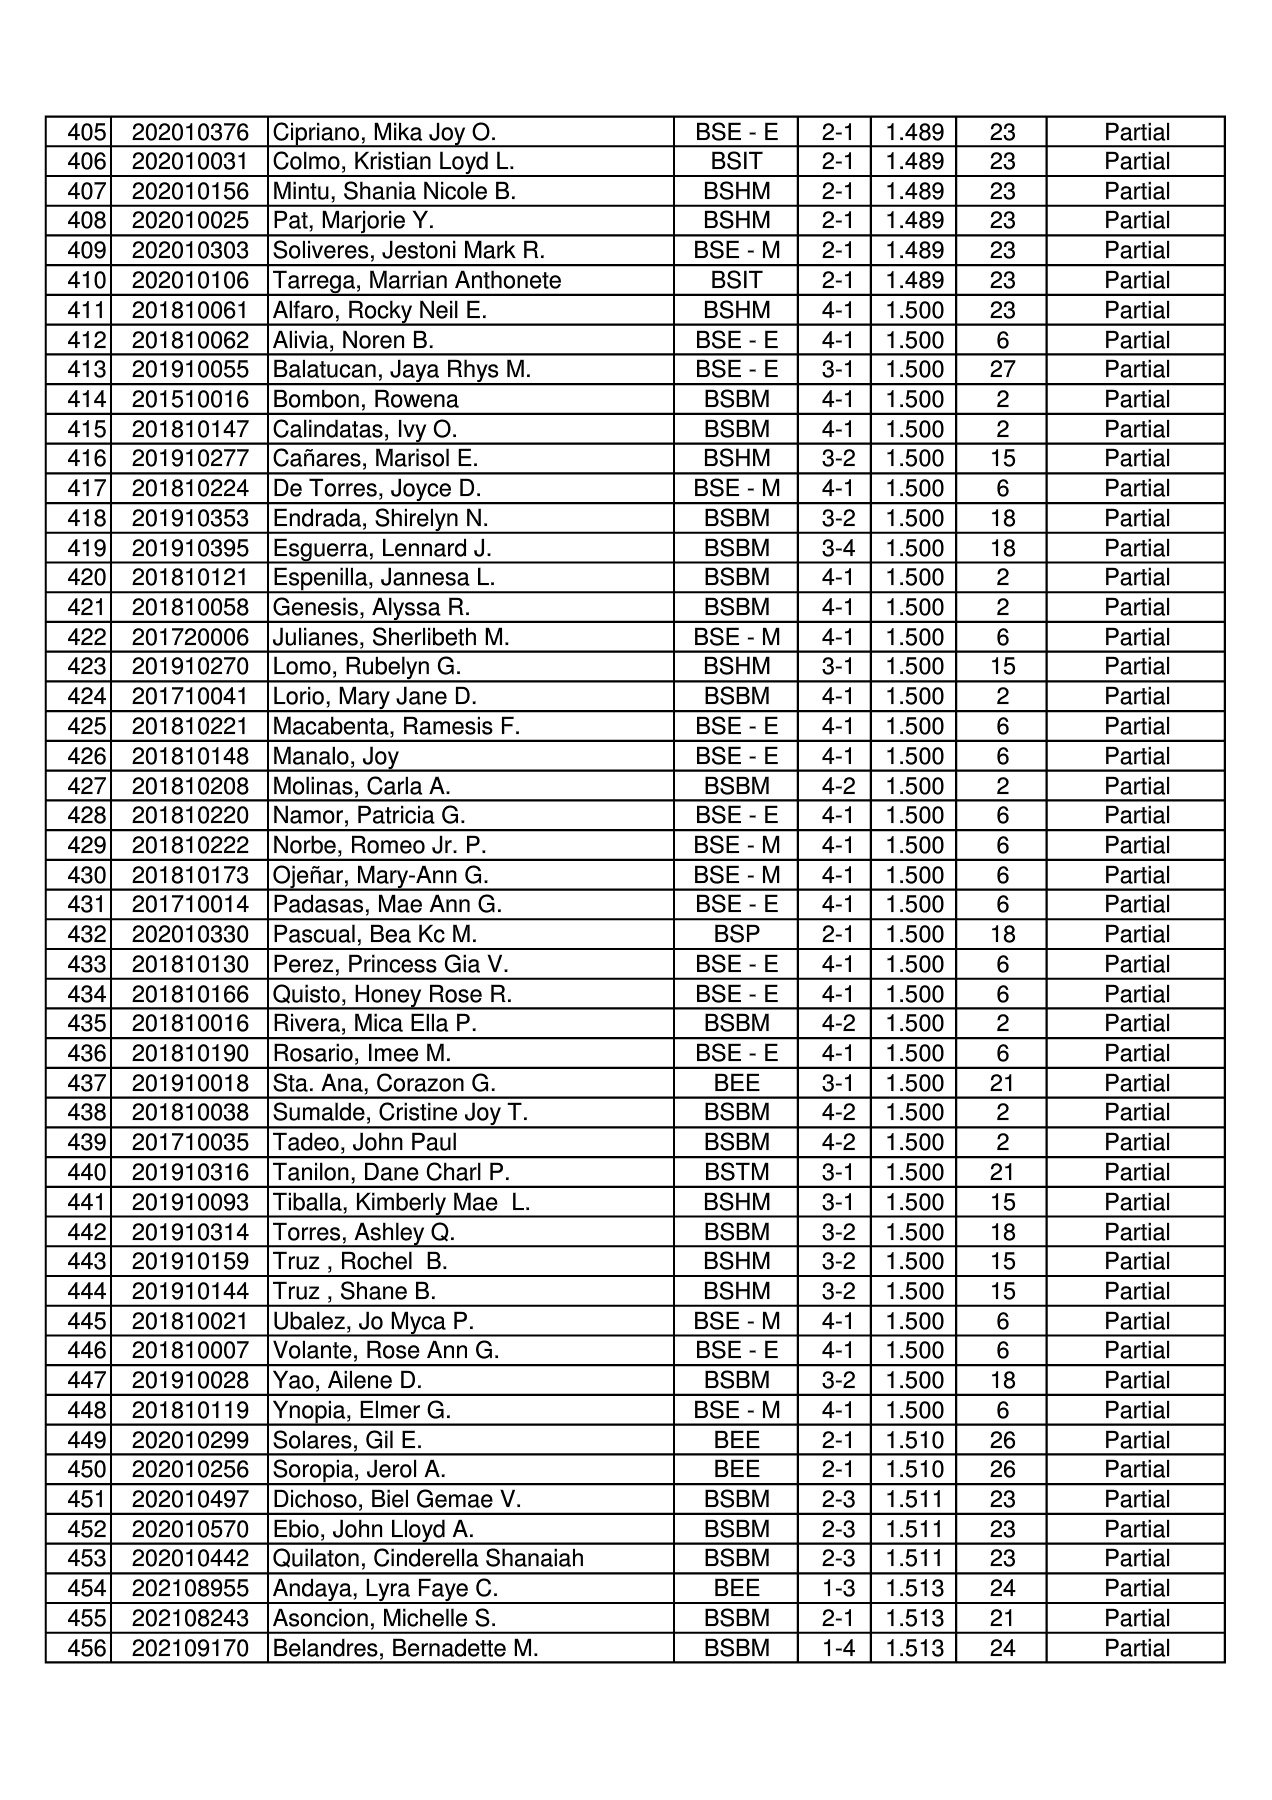 405 202010376 Cipriano, Mika Joy O. BSE - E 2-1 1.489 23 Partial
406 202010031 Colmo, Kristian Loyd L. BSIT 2-1 1.489 23 Partial
407 202010156 Mintu, Shania Nicole B. BSHM 2-1 1.489 23 Partial
408 202010025 Pat, Marjorie Y. BSHM 2-1 1.489 23 Partial
409 202010303 Soliveres, Jestoni Mark R. BSE - M 2-1 1.489 23 Partial
410 202010106 Tarrega, Marrian Anthonete BSIT 2-1 1.489 23 Partial
411 201810061 Alfaro, Rocky Neil E. BSHM 4-1 1.500 23 Partial
412 201810062 Alivia, Noren B. BSE - E 4-1 1.500 6 Partial
413 201910055 Balatucan, Jaya Rhys M. BSE - E 3-1 1.500 27 Partial
414 201510016 Bombon, Rowena BSBM 4-1 1.500 2 Partial
415 201810147 Calindatas, Ivy O. BSBM 4-1 1.500 2 Partial
416 201910277 Cañares, Marisol E. BSHM 3-2 1.500 15 Partial
417 201810224 De Torres, Joyce D. BSE - M 4-1 1.500 6 Partial
418 201910353 Endrada, Shirelyn N. BSBM 3-2 1.500 18 Partial
419 201910395 Esguerra, Lennard J. BSBM 3-4 1.500 18 Partial
420 201810121 Espenilla, Jannesa L. BSBM 4-1 1.500 2 Partial
421 201810058 Genesis, Alyssa R. BSBM 4-1 1.500 2 Partial
422 201720006 Julianes, Sherlibeth M. BSE - M 4-1 1.500 6 Partial
423 201910270 Lomo, Rubelyn G. BSHM 3-1 1.500 15 Partial
424 201710041 Lorio, Mary Jane D. BSBM 4-1 1.500 2 Partial
425 201810221 Macabenta, Ramesis F. BSE - E 4-1 1.500 6 Partial
426 201810148 Manalo, Joy BSE - E 4-1 1.500 6 Partial
427 201810208 Molinas, Carla A. BSBM 4-2 1.500 2 Partial
428 201810220 Namor, Patricia G. BSE - E 4-1 1.500 6 Partial
429 201810222 Norbe, Romeo Jr. P. BSE - M 4-1 1.500 6 Partial
430 201810173 Ojeñar, Mary-Ann G. BSE - M 4-1 1.500 6 Partial
431 201710014 Padasas, Mae Ann G. BSE - E 4-1 1.500 6 Partial
432 202010330 Pascual, Bea Kc M. BSP 2-1 1.500 18 Partial
433 201810130 Perez, Princess Gia V. BSE - E 4-1 1.500 6 Partial
434 201810166 Quisto, Honey Rose R. BSE - E 4-1 1.500 6 Partial
435 201810016 Rivera, Mica Ella P. BSBM 4-2 1.500 2 Partial
436 201810190 Rosario, Imee M. BSE - E 4-1 1.500 6 Partial
437 201910018 Sta. Ana, Corazon G. BEE 3-1 1.500 21 Partial
438 201810038 Sumalde, Cristine Joy T. BSBM 4-2 1.500 2 Partial
439 201710035 Tadeo, John Paul BSBM 4-2 1.500 2 Partial
440 201910316 Tanilon, Dane Charl P. BSTM 3-1 1.500 21 Partial
441 201910093 Tiballa, Kimberly Mae  L. BSHM 3-1 1.500 15 Partial
442 201910314 Torres, Ashley Q. BSBM 3-2 1.500 18 Partial
443 201910159 Truz , Rochel  B. BSHM 3-2 1.500 15 Partial
444 201910144 Truz , Shane B. BSHM 3-2 1.500 15 Partial
445 201810021 Ubalez, Jo Myca P. BSE - M 4-1 1.500 6 Partial
446 201810007 Volante, Rose Ann G. BSE - E 4-1 1.500 6 Partial
447 201910028 Yao, Ailene D. BSBM 3-2 1.500 18 Partial
448 201810119 Ynopia, Elmer G. BSE - M 4-1 1.500 6 Partial
449 202010299 Solares, Gil E. BEE 2-1 1.510 26 Partial
450 202010256 Soropia, Jerol A. BEE 2-1 1.510 26 Partial
451 202010497 Dichoso, Biel Gemae V. BSBM 2-3 1.511 23 Partial
452 202010570 Ebio, John Lloyd A. BSBM 2-3 1.511 23 Partial
453 202010442 Quilaton, Cinderella Shanaiah BSBM 2-3 1.511 23 Partial
454 202108955 Andaya, Lyra Faye C. BEE 1-3 1.513 24 Partial
455 202108243 Asoncion, Michelle S. BSBM 2-1 1.513 21 Partial
456 202109170 Belandres, Bernadette M. BSBM 1-4 1.513 24 Partial